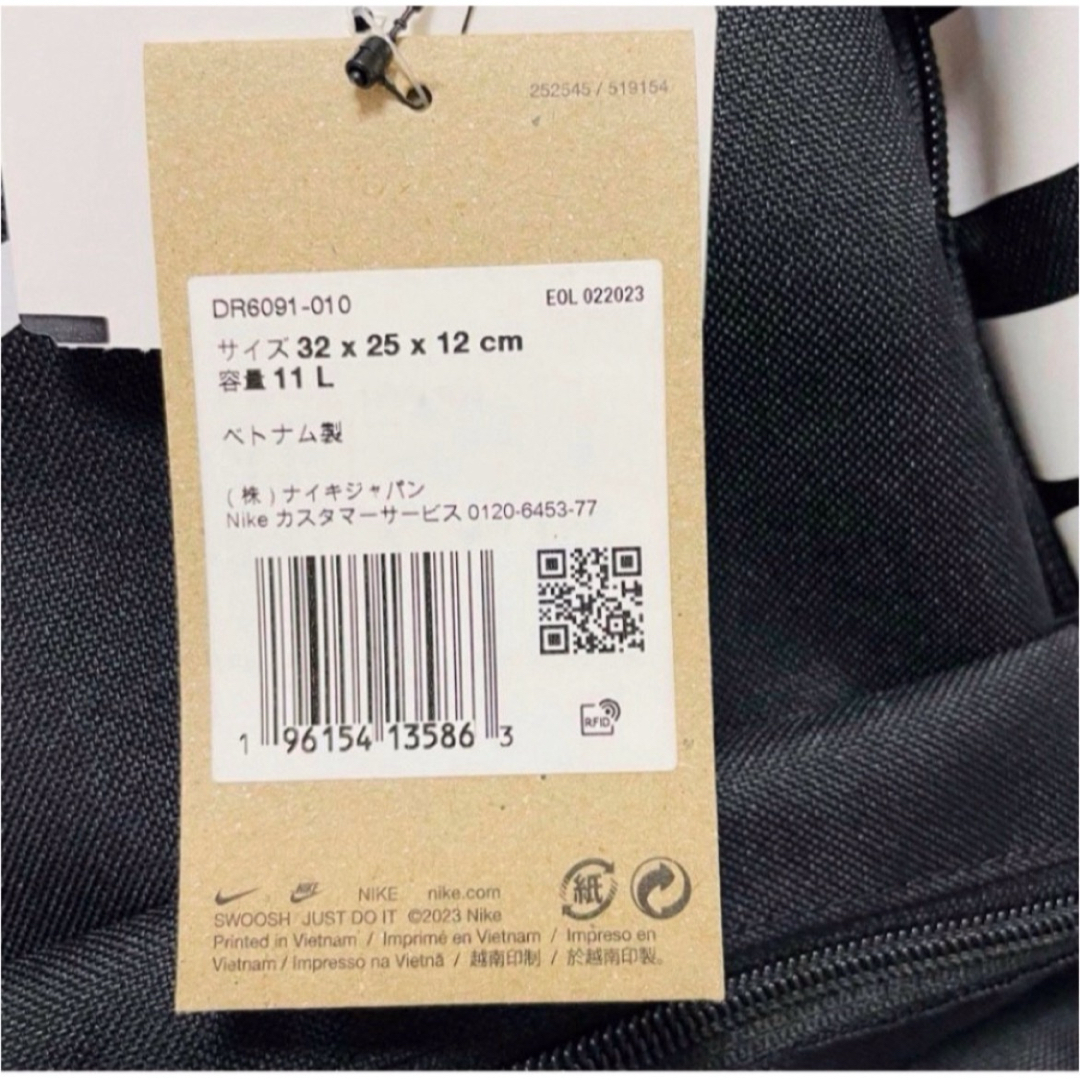 252545 / 519154
DR6091-010
EOL 022023
サイズ 32 x 25 x 12 cm
容量 11 L
ベトナム製
(株)ナイキジャパン
Nike カスタマーサービス 0120-6453-77
1 96154 13586 3
RFID
紙
NIKE nike.com
SWOOSH JUST DO IT ©2023 Nike
Printed in Vietnam / Imprimé en Vietnam / Impreso en
Vietnam / Impresso na Vietnã / 越南印制 / 於越南印製。